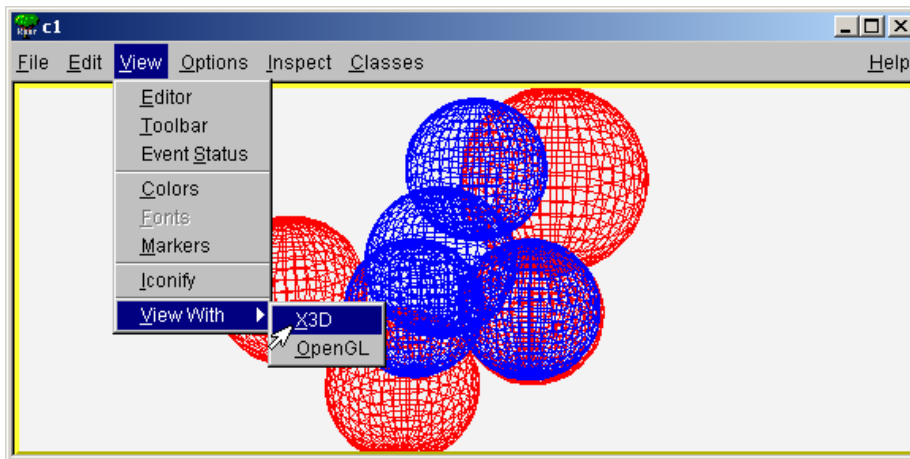 c1
File Edit View Options Inspect Classes Help
Editor
Toolbar
Event Status
Colors
Fonts
Markers
Iconify
View With
X3D
OpenGL